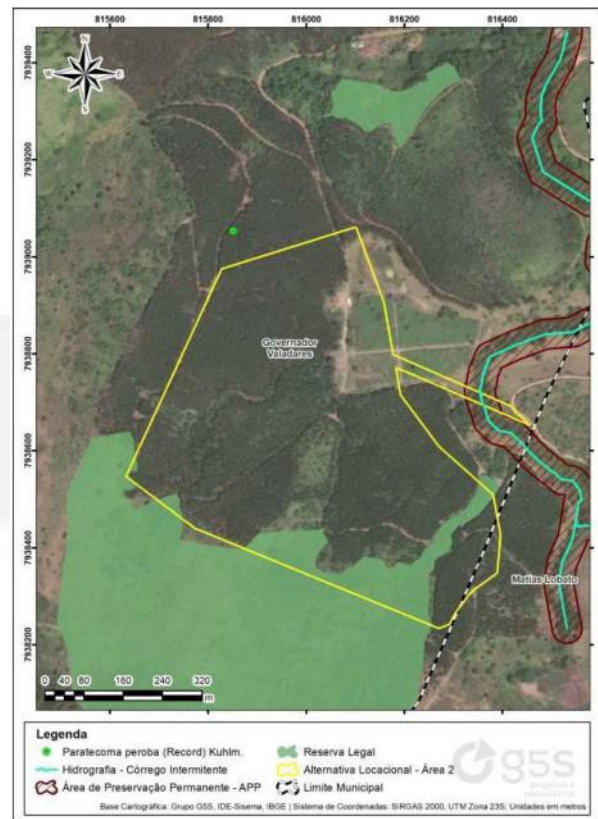 815600 815800 816000 816200 816400
7939400
7939200
7939000
7938800
7938600
7938400
7938200
N
W E
S
Governador
Valadares
Matias Lobato
0 40 80 160 240 320
m
Legenda
Paratecoma peroba (Record) Kuhlm.
Reserva Legal
Hidrografia - Córrego Intermitente
Alternativa Locacional - Área 2
Área de Preservação Permanente - APP
Limite Municipal
g5s
Base Cartográfica: Grupo G5S, IDE-Sisema, IBGE | Sistema de Coordenadas: SIRGAS 2000, UTM Zona 23S; Unidades em metros